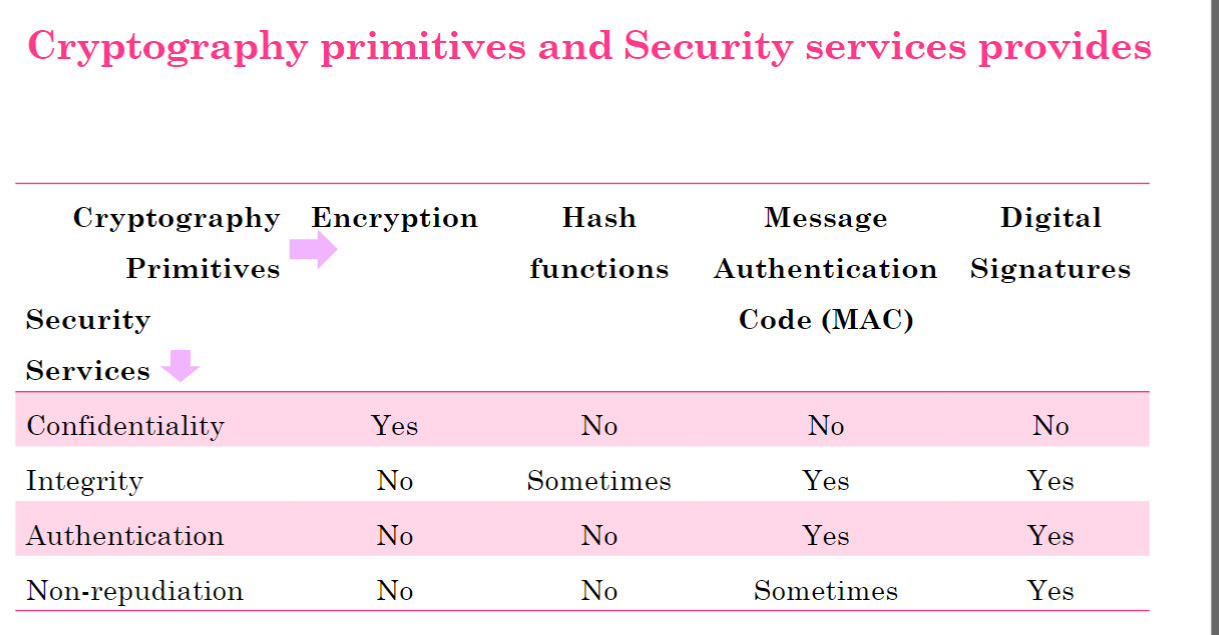 Cryptography primitives and Security services provides
Cryptography Encryption Hash Message Digital
Primitives functions Authentication Signatures
Security Code (MAC)
Services
Confidentiality Yes No No No
Integrity No Sometimes Yes Yes
Authentication No No Yes Yes
Non-repudiation No No Sometimes Yes